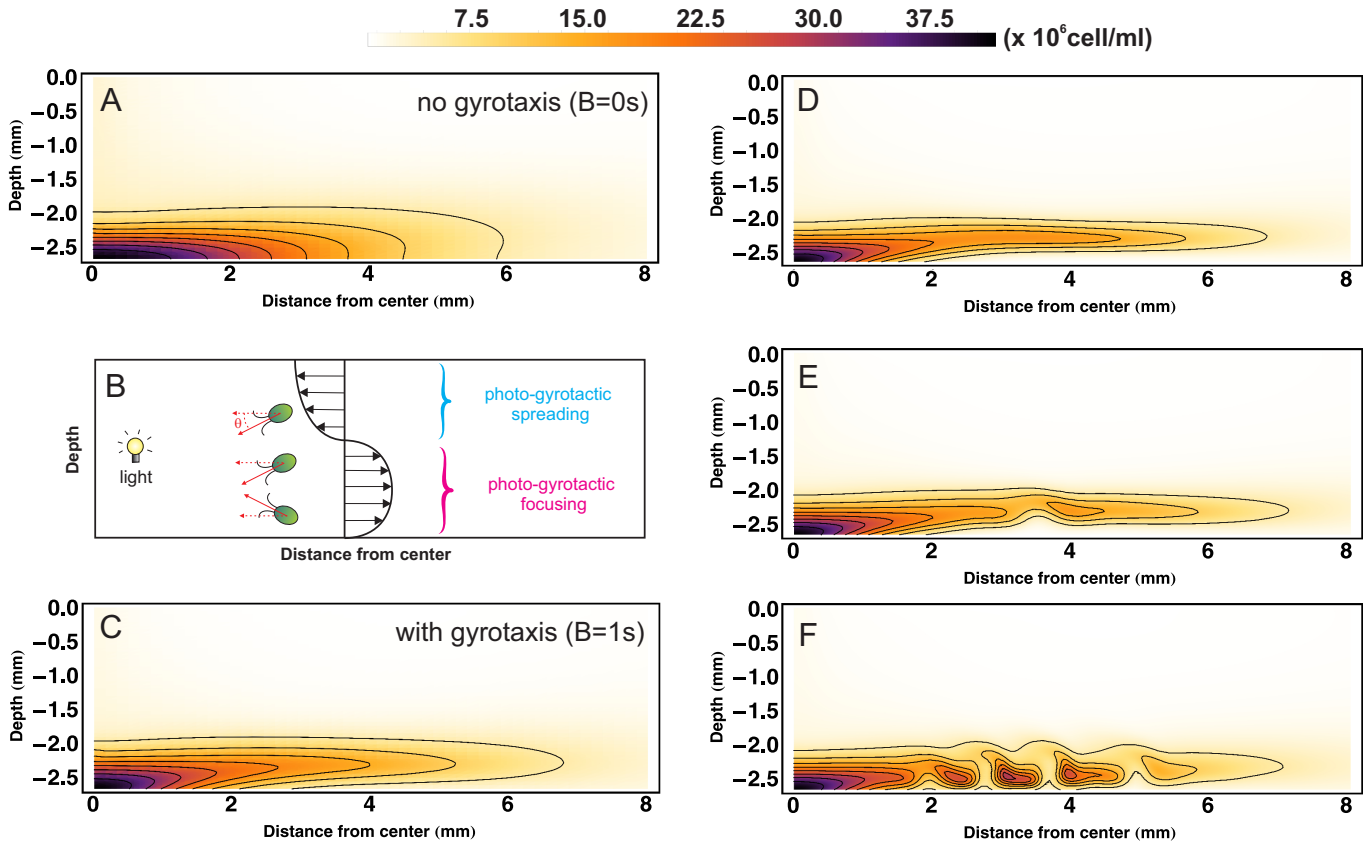 7.5 15.0 22.5 30.0 37.5
(x 10⁶cell/ml)
A
no gyrotaxis (B=0s)
Depth (mm)
0.0
−0.5
−1.0
−1.5
−2.0
−2.5
0 2 4 6 8
Distance from center (mm)
B
Depth
light
θ
photo-gyrotactic
spreading
photo-gyrotactic
focusing
Distance from center
C
with gyrotaxis (B=1s)
Depth (mm)
0.0
−0.5
−1.0
−1.5
−2.0
−2.5
0 2 4 6 8
Distance from center (mm)
D
Depth (mm)
0.0
−0.5
−1.0
−1.5
−2.0
−2.5
0 2 4 6 8
Distance from center (mm)
E
Depth (mm)
0.0
−0.5
−1.0
−1.5
−2.0
−2.5
0 2 4 6 8
Distance from center (mm)
F
Depth (mm)
0.0
−0.5
−1.0
−1.5
−2.0
−2.5
0 2 4 6 8
Distance from center (mm)